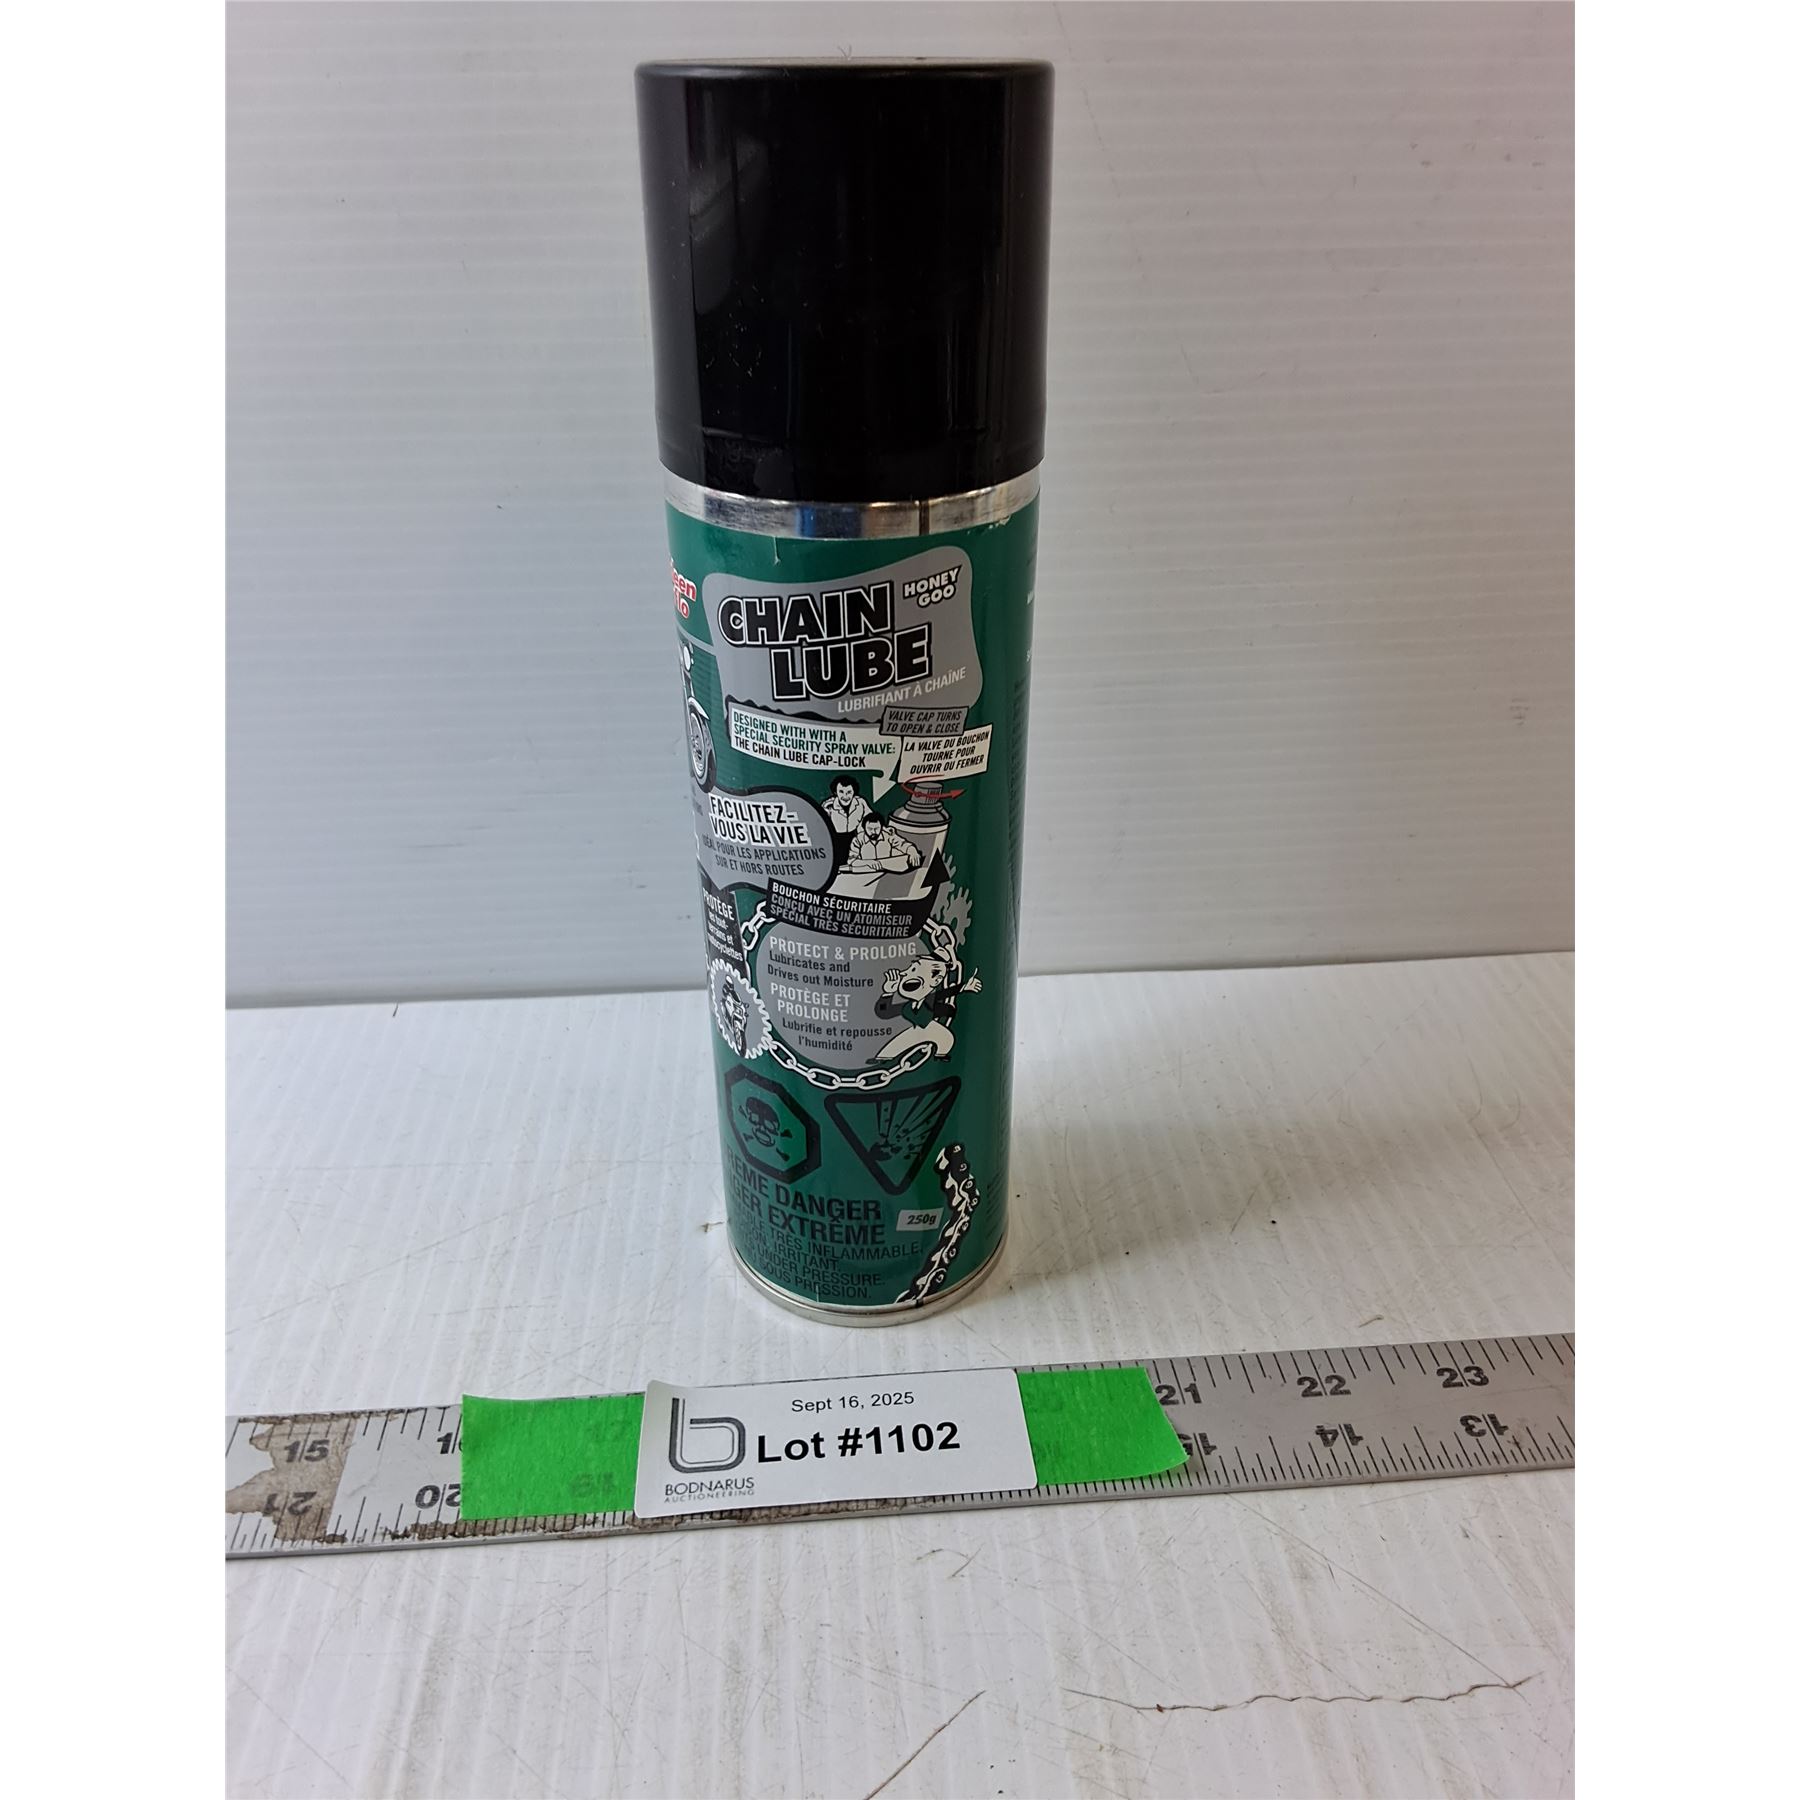 HONEY
GOO
CHAIN
LUBE
LUBRIFIANT À CHAÎNE
DESIGNED WITH WITH A
SPECIAL SECURITY SPRAY VALVE:
THE CHAIN LUBE CAP-LOCK
VALVE CAP TURNS
TO OPEN & CLOSE
LA VALVE DU BOUCHON
TOURNE POUR
OUVRIR OU FERMER
FACILITEZ-
VOUS LA VIE
IDÉAL POUR LES APPLICATIONS
SUR ET HORS ROUTES
BOUCHON SÉCURITAIRE
CONÇU AVEC UN ATOMISEUR
SPÉCIAL TRÈS SÉCURITAIRE
PROTÈGE
PROTECT & PROLONG
Lubricates and
Drives out Moisture
PROTÈGE ET
PROLONGE
Lubrifie et repousse
l'humidité
DANGER
EXTRÊME
250g
TRÈS INFLAMMABLE.
IRRITANT.
UNDER PRESSURE.
SOUS PRESSION.
15 21 22 23
21 20 19 15 14 13
Sept 16, 2025
Lot #1102
BODNARUS
AUCTIONEERING